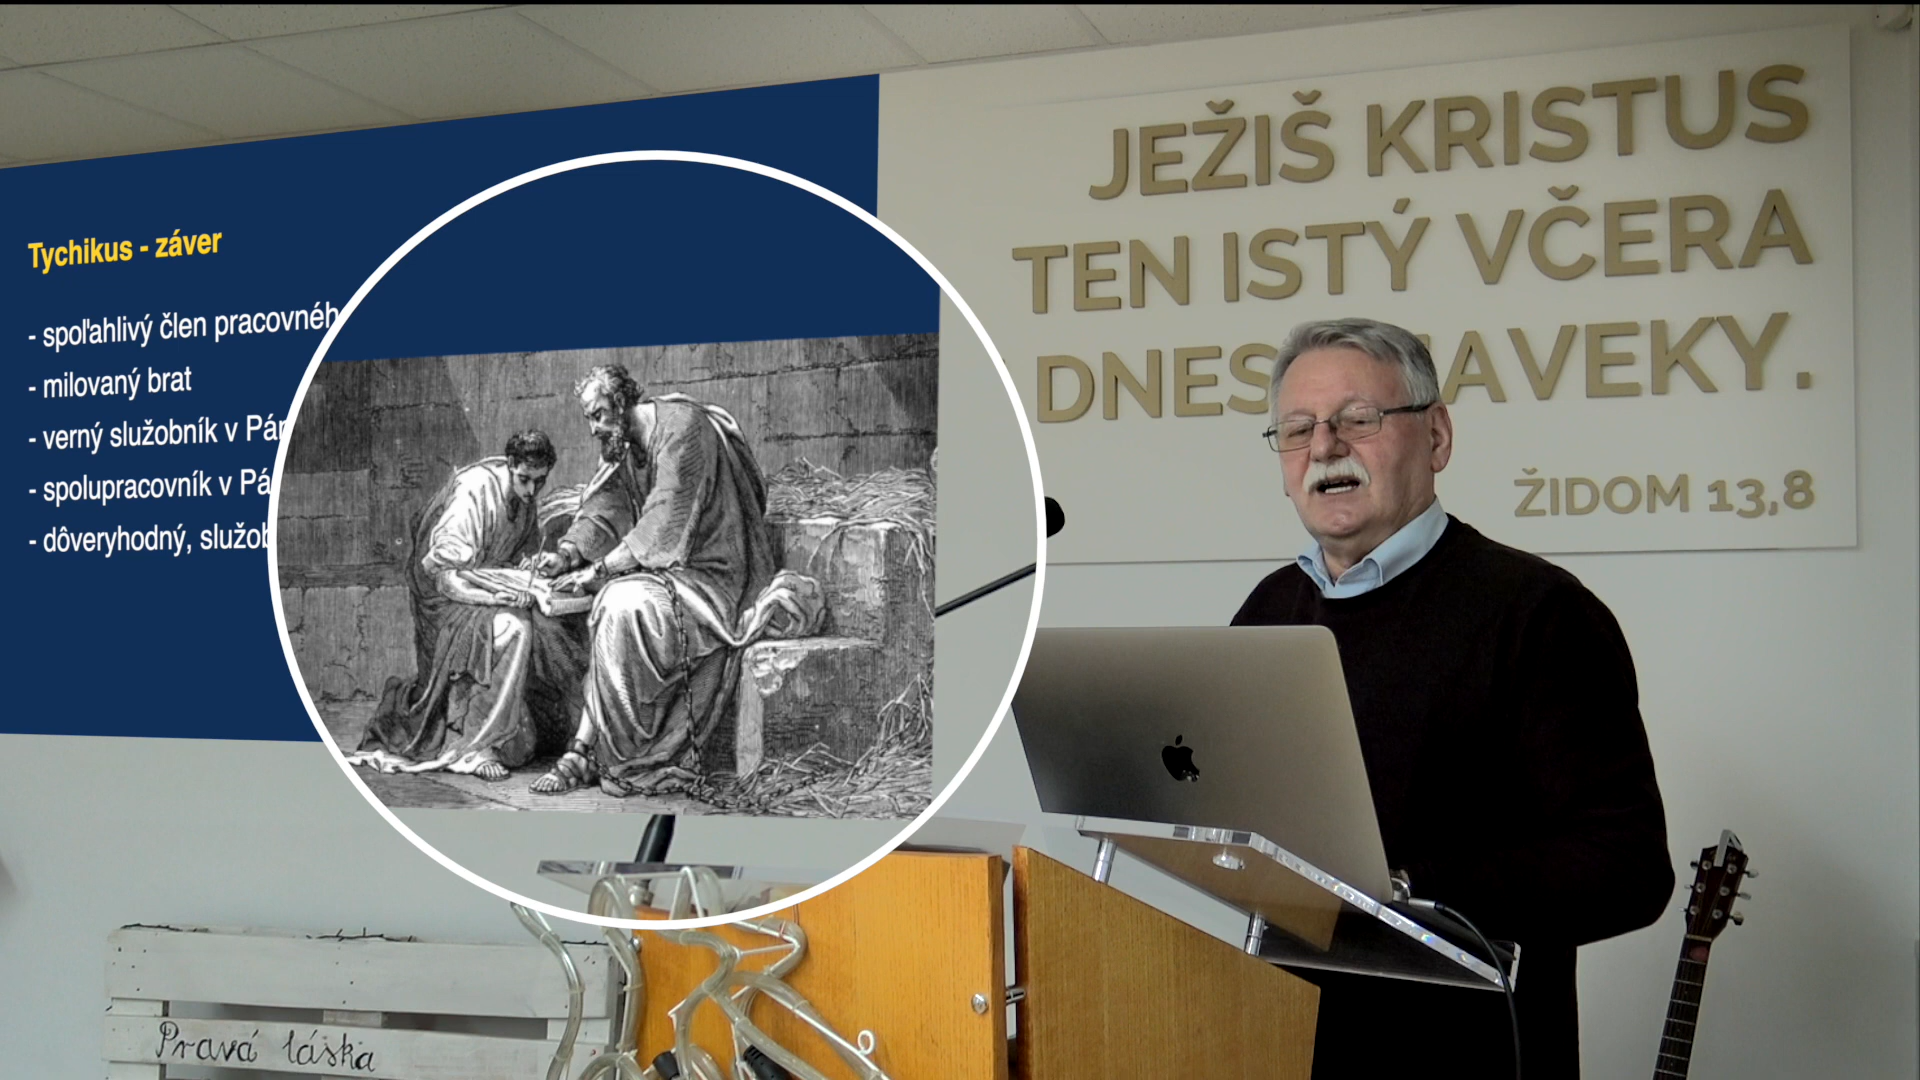 Tychikus - záver
- spoľahlivý člen pracovnéh
- milovaný brat
- verný služobník v Pán
- spolupracovník v Pá
- dôveryhodný, služob
JEŽIŠ KRISTUS
TEN ISTÝ VČERA
DNES AVEKY.
ŽIDOM 13,8
Pravá láska